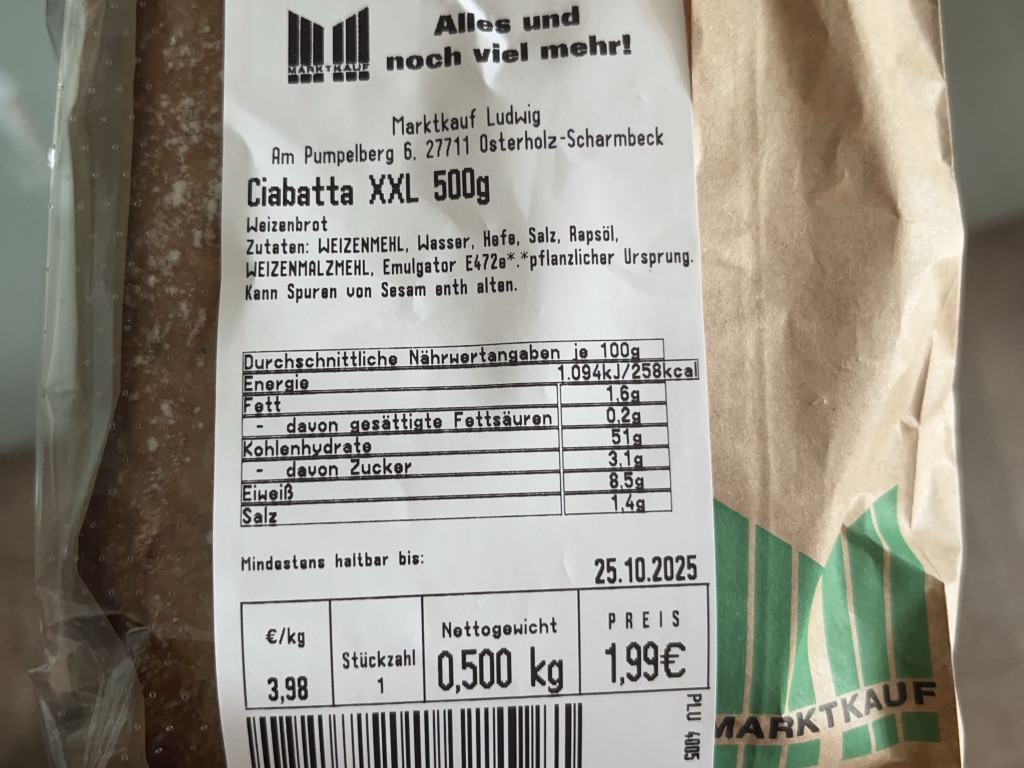 MARKTKAUF
Alles und
noch viel mehr!
Marktkauf Ludwig
Am Pumpelberg 6, 27711 Osterholz-Scharmbeck
Ciabatta XXL 500g
Weizenbrot
Zutaten: WEIZENMEHL, Wasser, Hefe, Salz, Rapsöl,
WEIZENMALZMEHL, Emulgator E472e*.*pflanzlicher Ursprung.
Kann Spuren von Sesam enth alten.
Durchschnittliche Nährwertangaben je 100g
Energie 1.094kJ/258kcal
Fett 1,6g
- davon gesättigte Fettsäuren 0,2g
Kohlenhydrate 51g
- davon Zucker 3,1g
Eiweiß 8,5g
Salz 1,4g
Mindestens haltbar bis: 25.10.2025
€/kg Stückzahl Nettogewicht PREIS
3,98 1 0,500 kg 1,99€
PLU 4005
MARKTKAUF